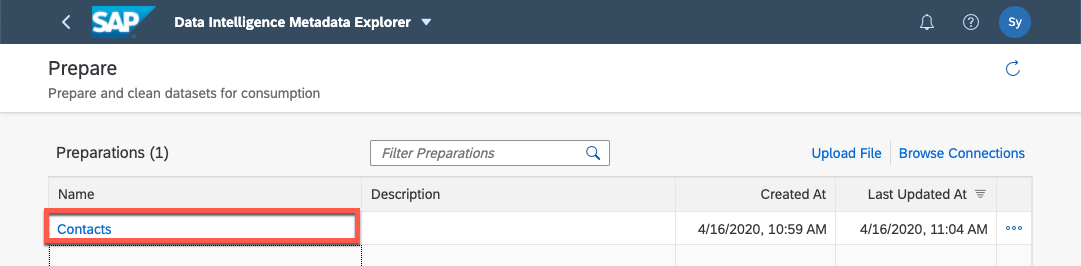 SAP Data Intelligence Metadata Explorer Sy
Prepare
Prepare and clean datasets for consumption
Preparations (1) Filter Preparations Upload File Browse Connections
Name Description Created At Last Updated At
Contacts 4/16/2020, 10:59 AM 4/16/2020, 11:04 AM